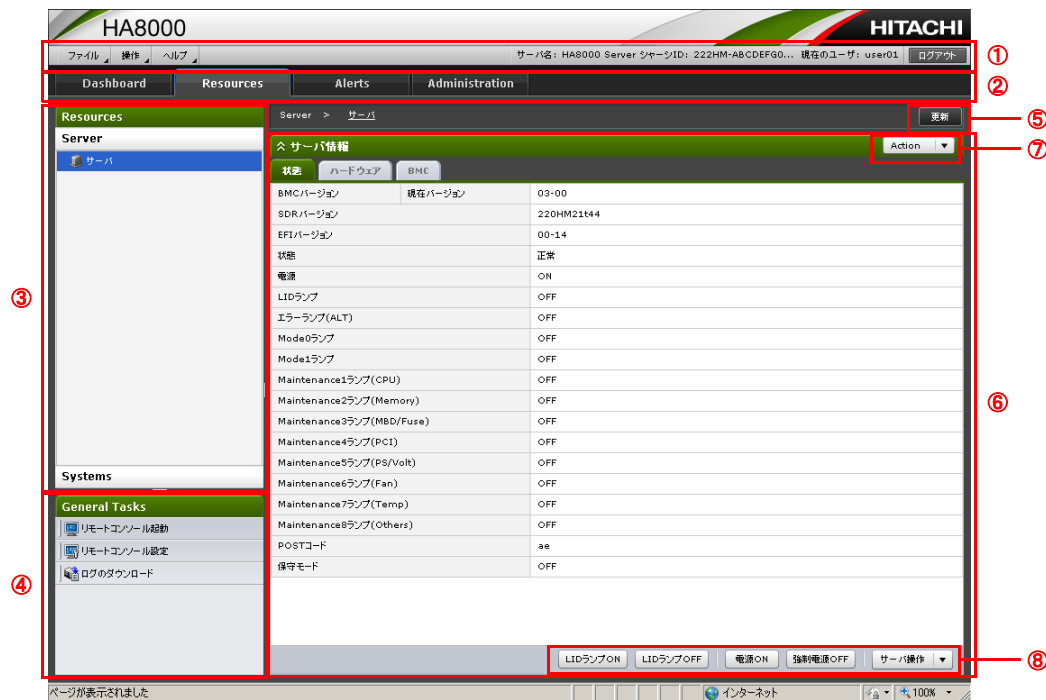 HA8000
HITACHI
ファイル 操作 ヘルプ サーバ名: HA8000 Server シャーシID: 222HM-ABCDEFG0... 現在のユーザ: user01 ログアウト
①
Dashboard Resources Alerts Administration
②
Resources
Server > サーバ
更新
⑤
Server
サーバ情報
Action
⑦
サーバ
状態 ハードウェア BMC
BMCバージョン 現在バージョン 03-00
SDRバージョン 220HM21t44
EFIバージョン 00-14
状態 正常
電源 ON
LIDランプ OFF
③
エラーランプ(ALT) OFF
Mode0ランプ OFF
Mode1ランプ OFF
Maintenance1ランプ(CPU) OFF
Maintenance2ランプ(Memory) OFF
⑥
Maintenance3ランプ(MBD/Fuse) OFF
Maintenance4ランプ(PCI) OFF
Maintenance5ランプ(PS/Volt) OFF
Systems
Maintenance6ランプ(Fan) OFF
Maintenance7ランプ(Temp) OFF
Maintenance8ランプ(Others) OFF
POSTコード ae
保守モード OFF
General Tasks
リモートコンソール起動
リモートコンソール設定
ログのダウンロード
④
LIDランプON LIDランプOFF 電源ON 強制電源OFF サーバ操作
⑧
ページが表示されました インターネット 100%